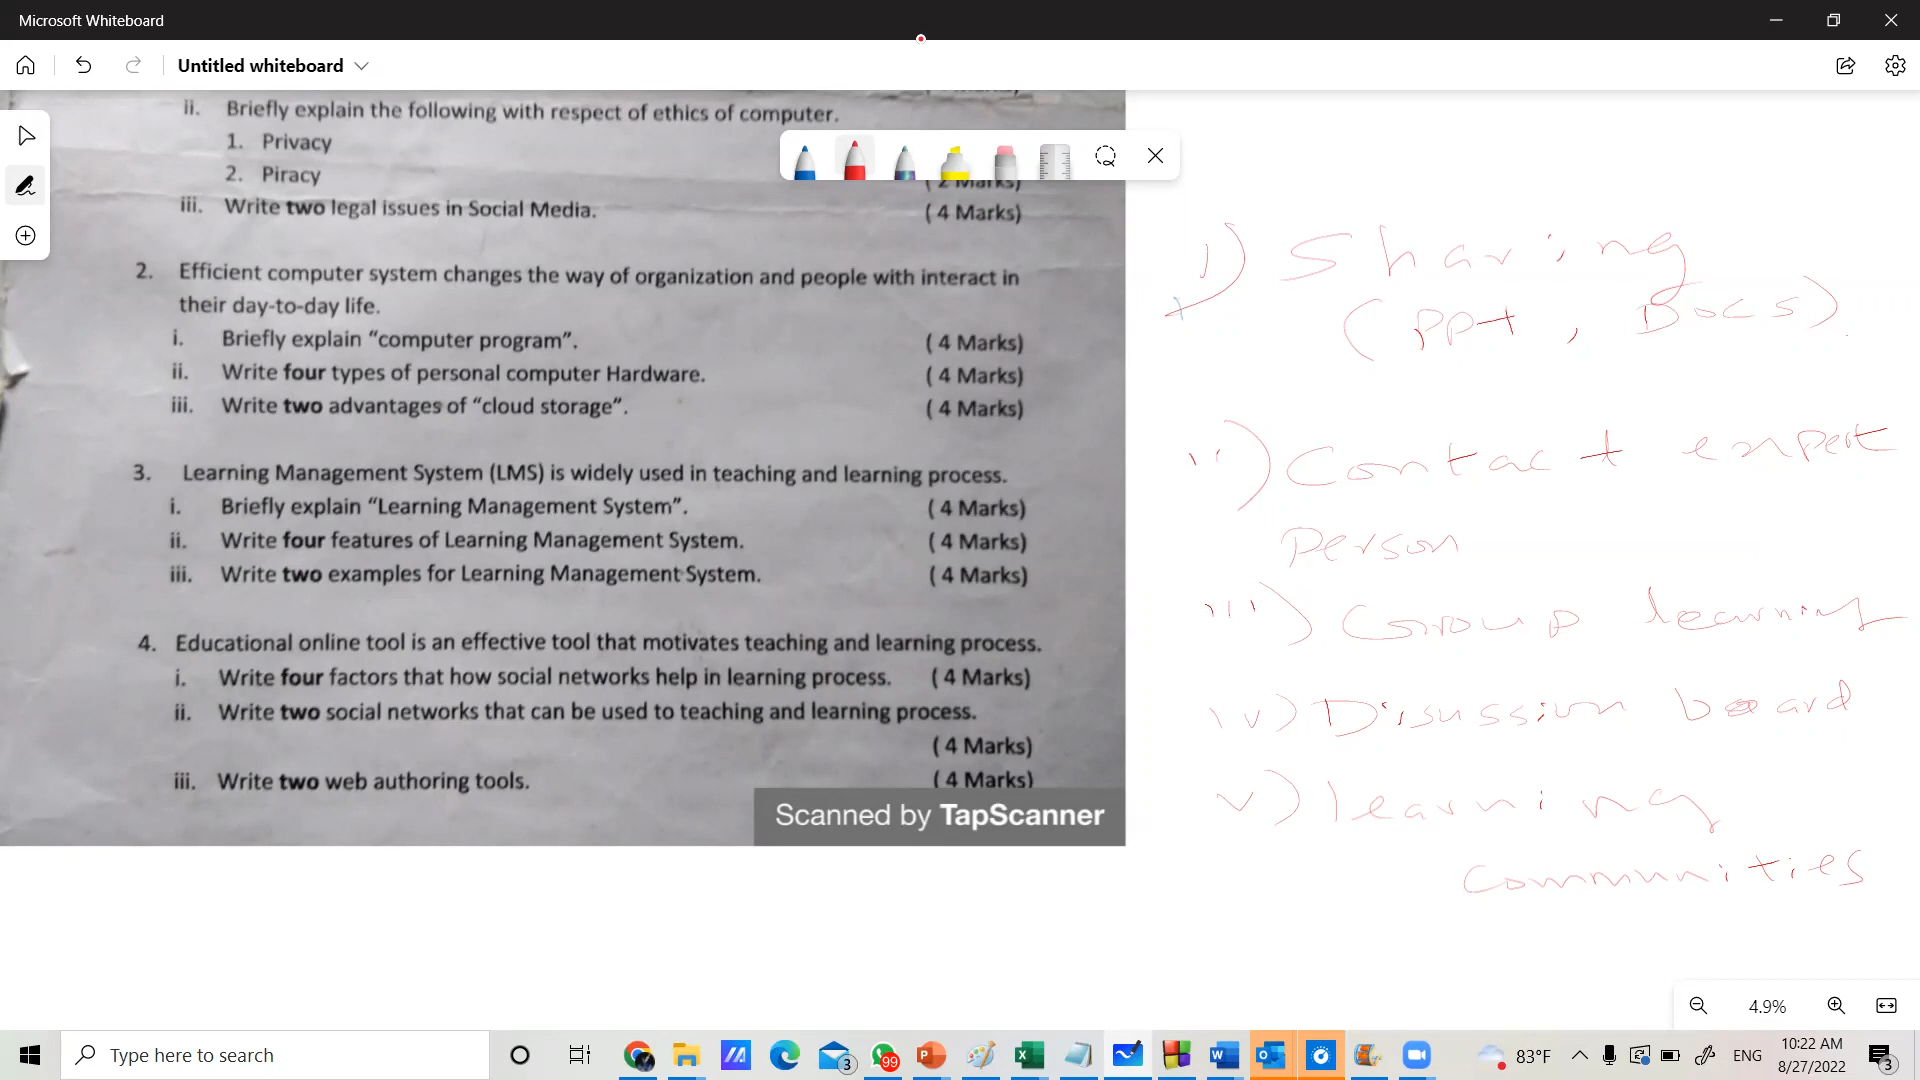 Microsoft Whiteboard
Untitled whiteboard
ii. Briefly explain the following with respect of ethics of computer.
1. Privacy
2. Piracy
( 2 Marks)
iii. Write two legal issues in Social Media. ( 4 Marks)
2. Efficient computer system changes the way of organization and people with interact in
their day-to-day life.
i. Briefly explain “computer program”. ( 4 Marks)
ii. Write four types of personal computer Hardware. ( 4 Marks)
iii. Write two advantages of “cloud storage”. ( 4 Marks)
3. Learning Management System (LMS) is widely used in teaching and learning process.
i. Briefly explain “Learning Management System”. ( 4 Marks)
ii. Write four features of Learning Management System. ( 4 Marks)
iii. Write two examples for Learning Management System. ( 4 Marks)
4. Educational online tool is an effective tool that motivates teaching and learning process.
i. Write four factors that how social networks help in learning process. ( 4 Marks)
ii. Write two social networks that can be used to teaching and learning process.
( 4 Marks)
iii. Write two web authoring tools. ( 4 Marks)
Scanned by TapScanner
i) Sharing
(PPt, Docs)
ii) Contact expert
person
iii) Group learning
iv) Disussion board
v) learning
communities
4.9%
Type here to search
3
99
83°F
ENG
10:22 AM
8/27/2022
3